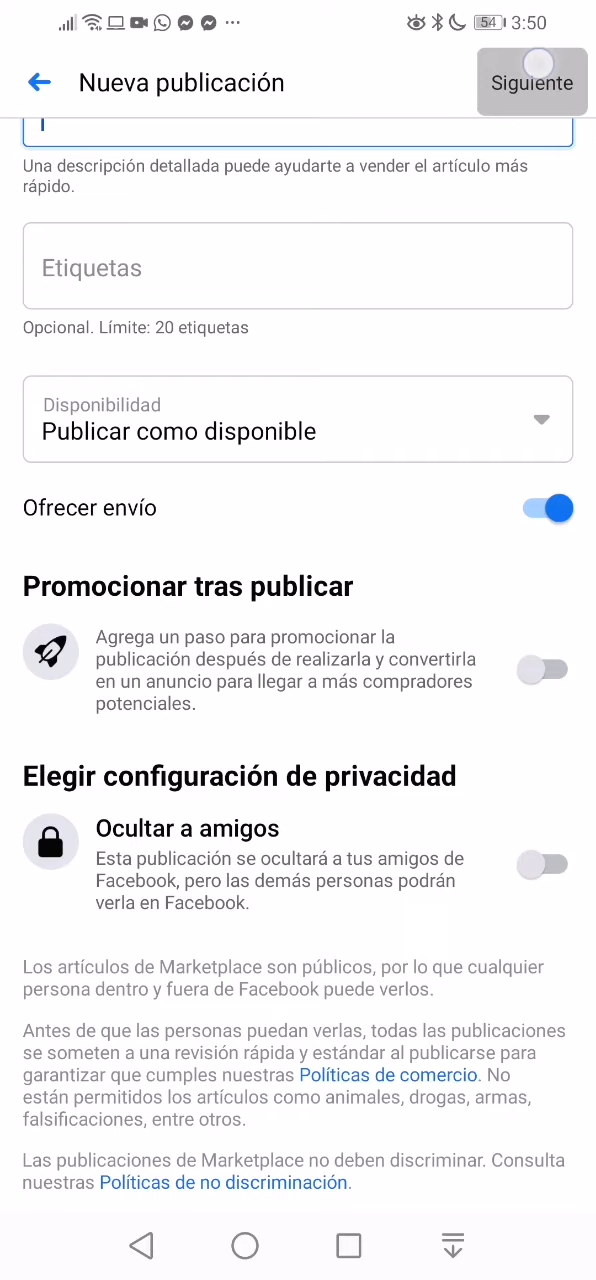 54 3:50
Nueva publicación
Siguiente
Una descripción detallada puede ayudarte a vender el artículo más
rápido.
Etiquetas
Opcional. Límite: 20 etiquetas
Disponibilidad
Publicar como disponible
Ofrecer envío
Promocionar tras publicar
Agrega un paso para promocionar la
publicación después de realizarla y convertirla
en un anuncio para llegar a más compradores
potenciales.
Elegir configuración de privacidad
Ocultar a amigos
Esta publicación se ocultará a tus amigos de
Facebook, pero las demás personas podrán
verla en Facebook.
Los artículos de Marketplace son públicos, por lo que cualquier
persona dentro y fuera de Facebook puede verlos.
Antes de que las personas puedan verlas, todas las publicaciones
se someten a una revisión rápida y estándar al publicarse para
garantizar que cumples nuestras Políticas de comercio. No
están permitidos los artículos como animales, drogas, armas,
falsificaciones, entre otros.
Las publicaciones de Marketplace no deben discriminar. Consulta
nuestras Políticas de no discriminación.